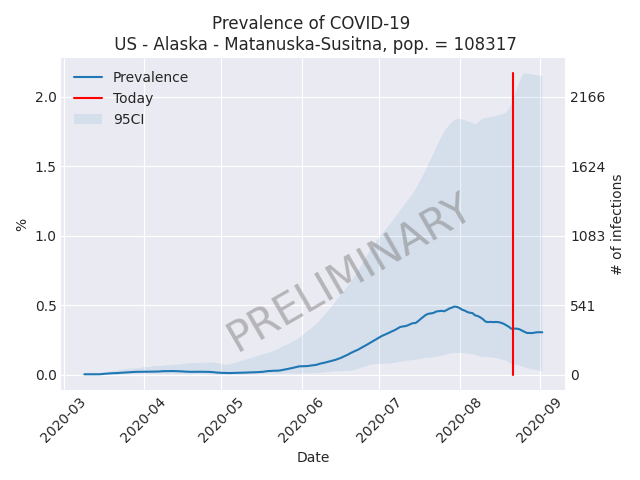 Prevalence of COVID-19
US - Alaska - Matanuska-Susitna, pop. = 108317
Prevalence
Today
95CI
PRELIMINARY
%
2.0
1.5
1.0
0.5
0.0
2166
1624
1083
541
0
# of infections
2020-03
2020-04
2020-05
2020-06
2020-07
2020-08
2020-09
Date